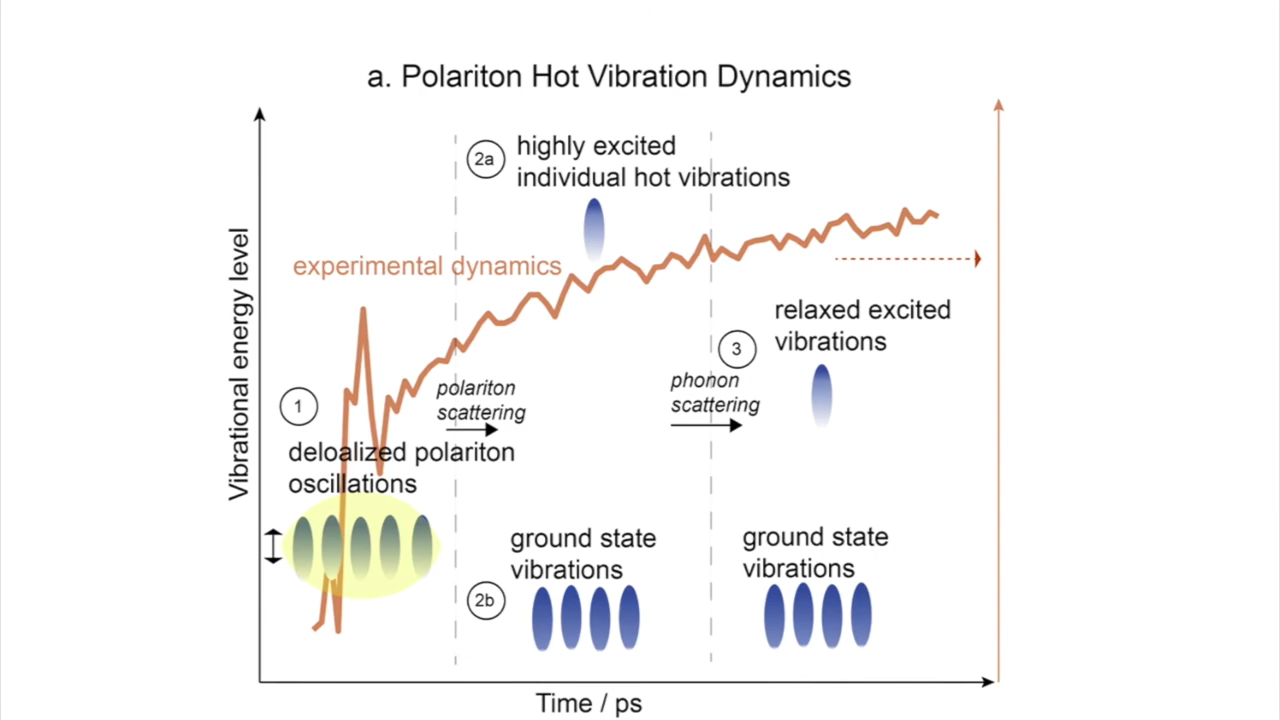 a. Polariton Hot Vibration Dynamics
2a
highly excited
individual hot vibrations
experimental dynamics
Vibrational energy level
1
deloalized polariton
oscillations
polariton
scattering
phonon
scattering
3
relaxed excited
vibrations
2b
ground state
vibrations
ground state
vibrations
Time / ps